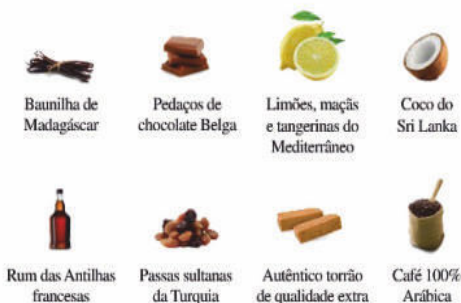 Baunilha de
Madagáscar
Pedaços de
chocolate Belga
Limões, maçãs
e tangerinas do
Mediterrâneo
Coco do
Sri Lanka
Rum das Antilhas
francesas
Passas sultanas
da Turquia
Autêntico torrão
de qualidade extra
Café 100%
Arábica